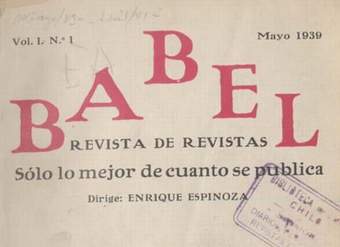 Vol. I. N.º 1
Mayo 1939
BABEL
REVISTA DE REVISTAS
Sólo lo mejor de cuanto se publica
Dirige: ENRIQUE ESPINOZA
BIBLIOTECA
CHILE
DIARIOS